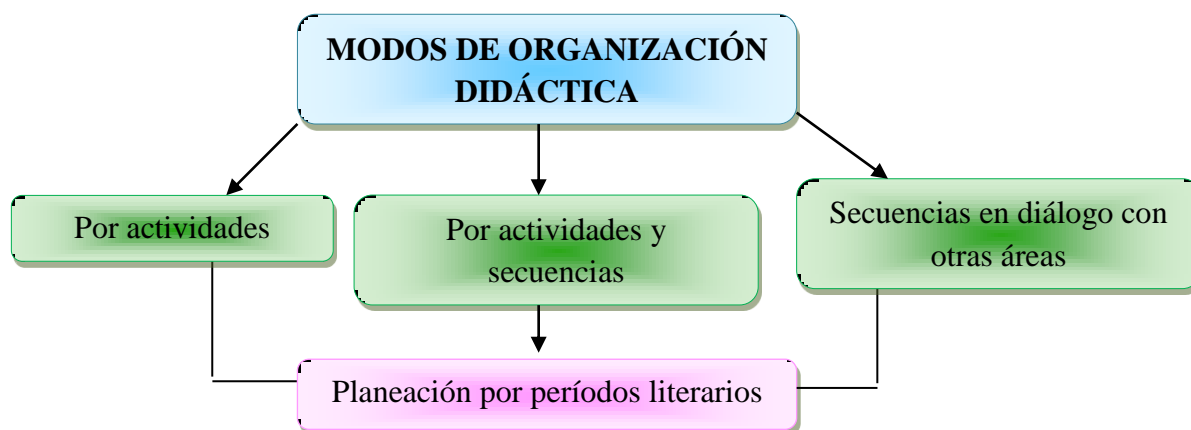 MODOS DE ORGANIZACIÓN
DIDÁCTICA
Por actividades
Por actividades y
secuencias
Secuencias en diálogo con
otras áreas
Planeación por períodos literarios